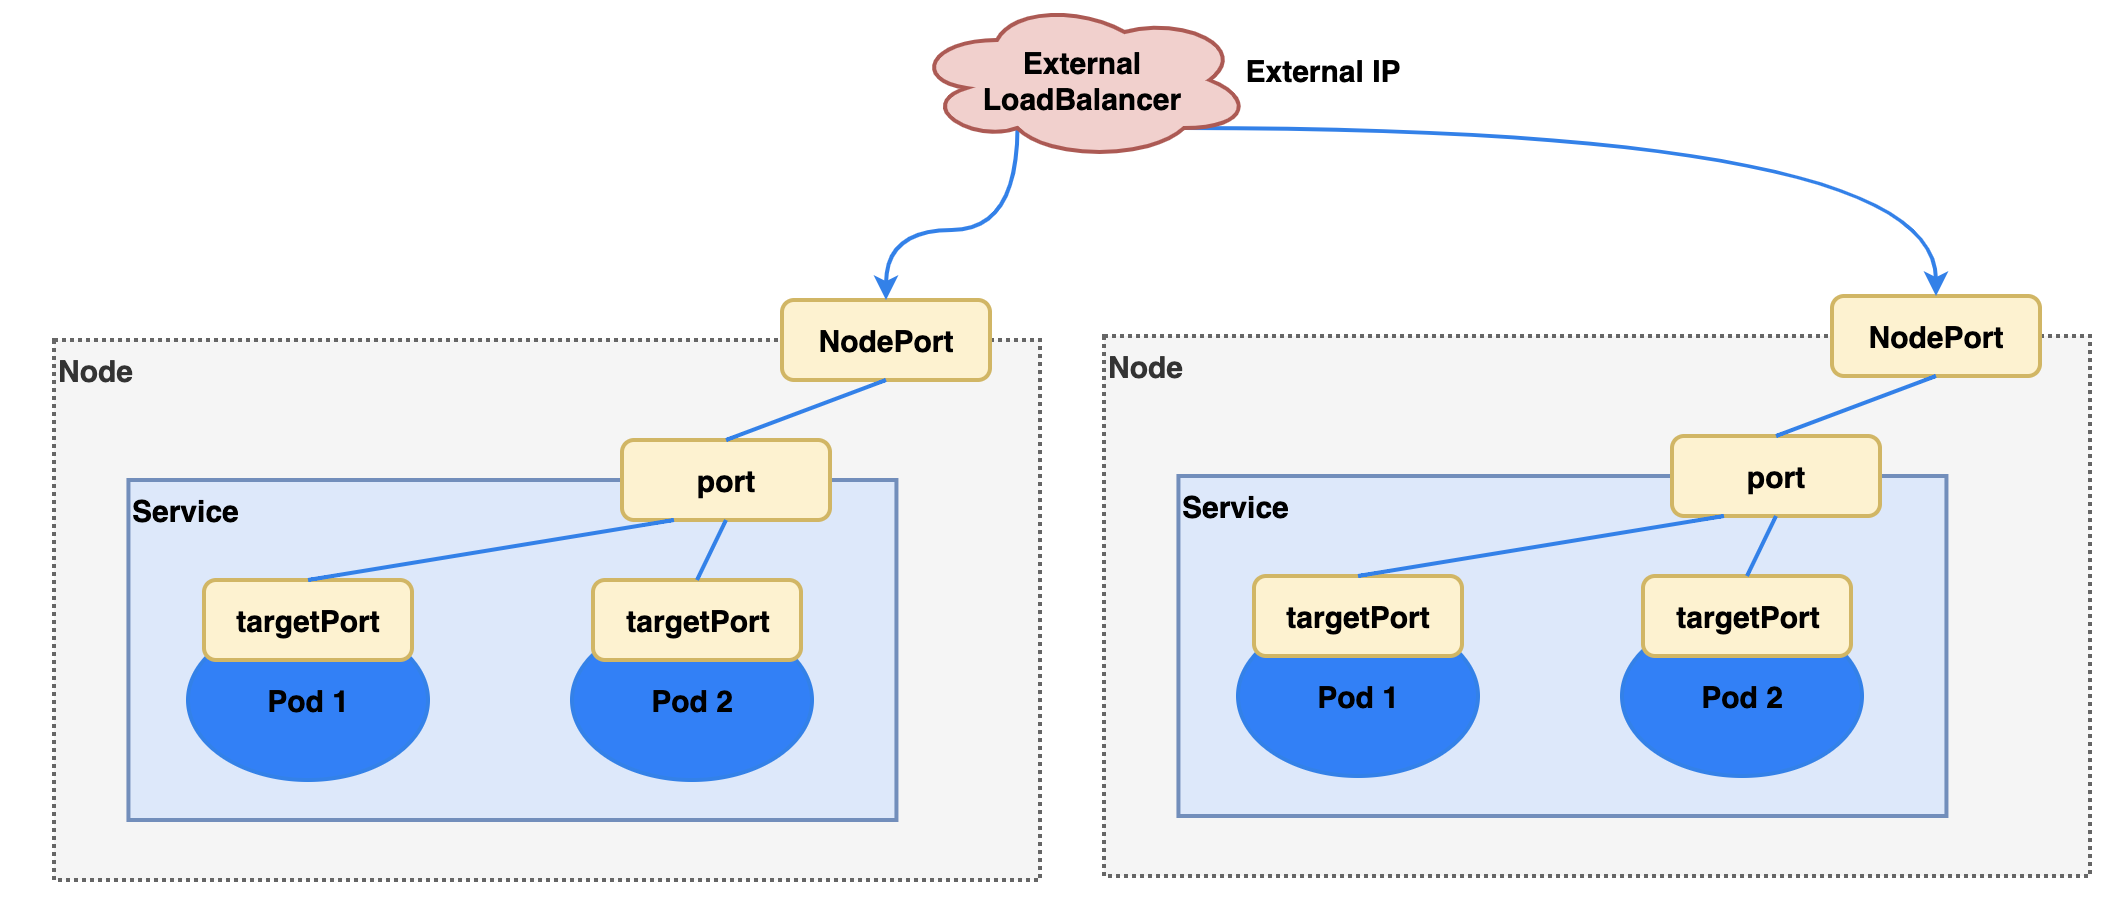 External
LoadBalancer
External IP
NodePort
Node
port
Service
targetPort
targetPort
Pod 1
Pod 2
NodePort
Node
port
Service
targetPort
targetPort
Pod 1
Pod 2